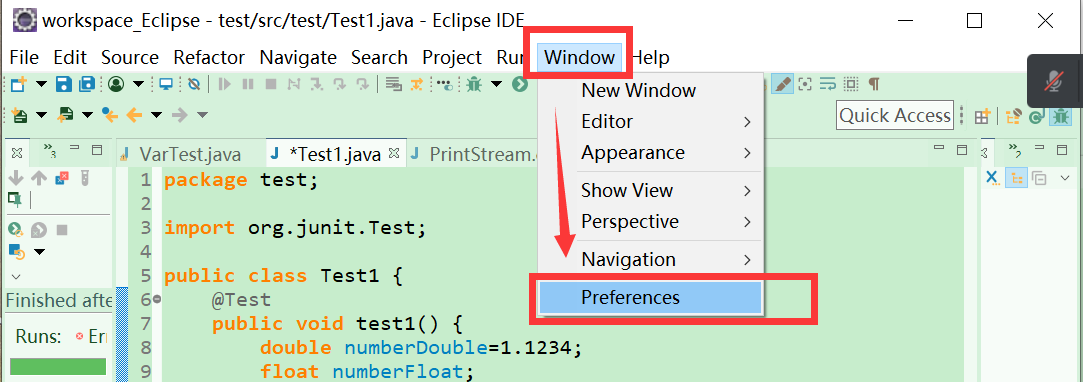 workspace_Eclipse - test/src/test/Test1.java - Eclipse IDE
File Edit Source Refactor Navigate Search Project Run Window Help
New Window
Editor
Appearance
Show View
Perspective
Navigation
Preferences
Quick Access
3
VarTest.java
*Test1.java
PrintStream.
2
1 package test;
2
3 import org.junit.Test;
4
5 public class Test1 {
6 @Test
7 public void test1() {
8 double numberDouble=1.1234;
9 float numberFloat;
Finished afte
Runs: Err